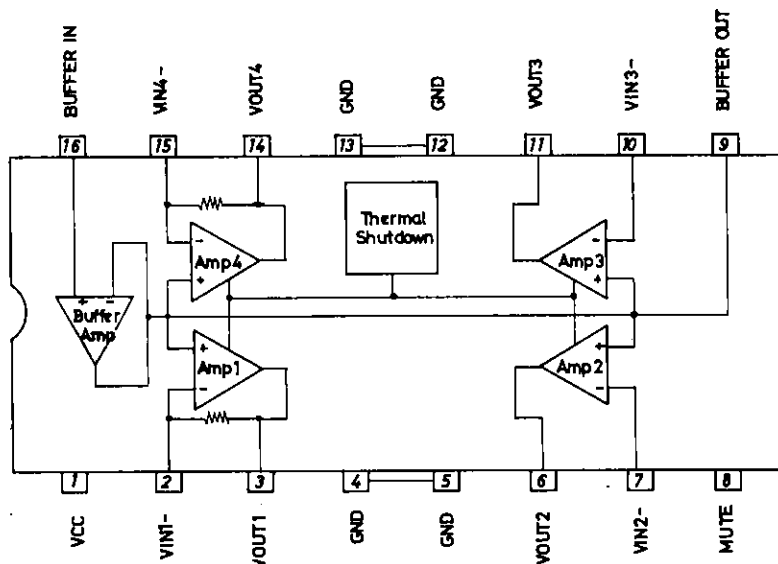 BUFFER IN
VIN4-
VOUT4
GND
GND
VOUT3
VIN3-
BUFFER OUT
16
15
14
13
12
11
10
9
Thermal
Shutdown
-
+
Amp4
-
+
Amp3
+ -
Buffer
Amp
+
-
Amp1
+
-
Amp2
1
2
3
4
5
6
7
8
VCC
VIN1-
VOUT1
GND
GND
VOUT2
VIN2-
MUTE